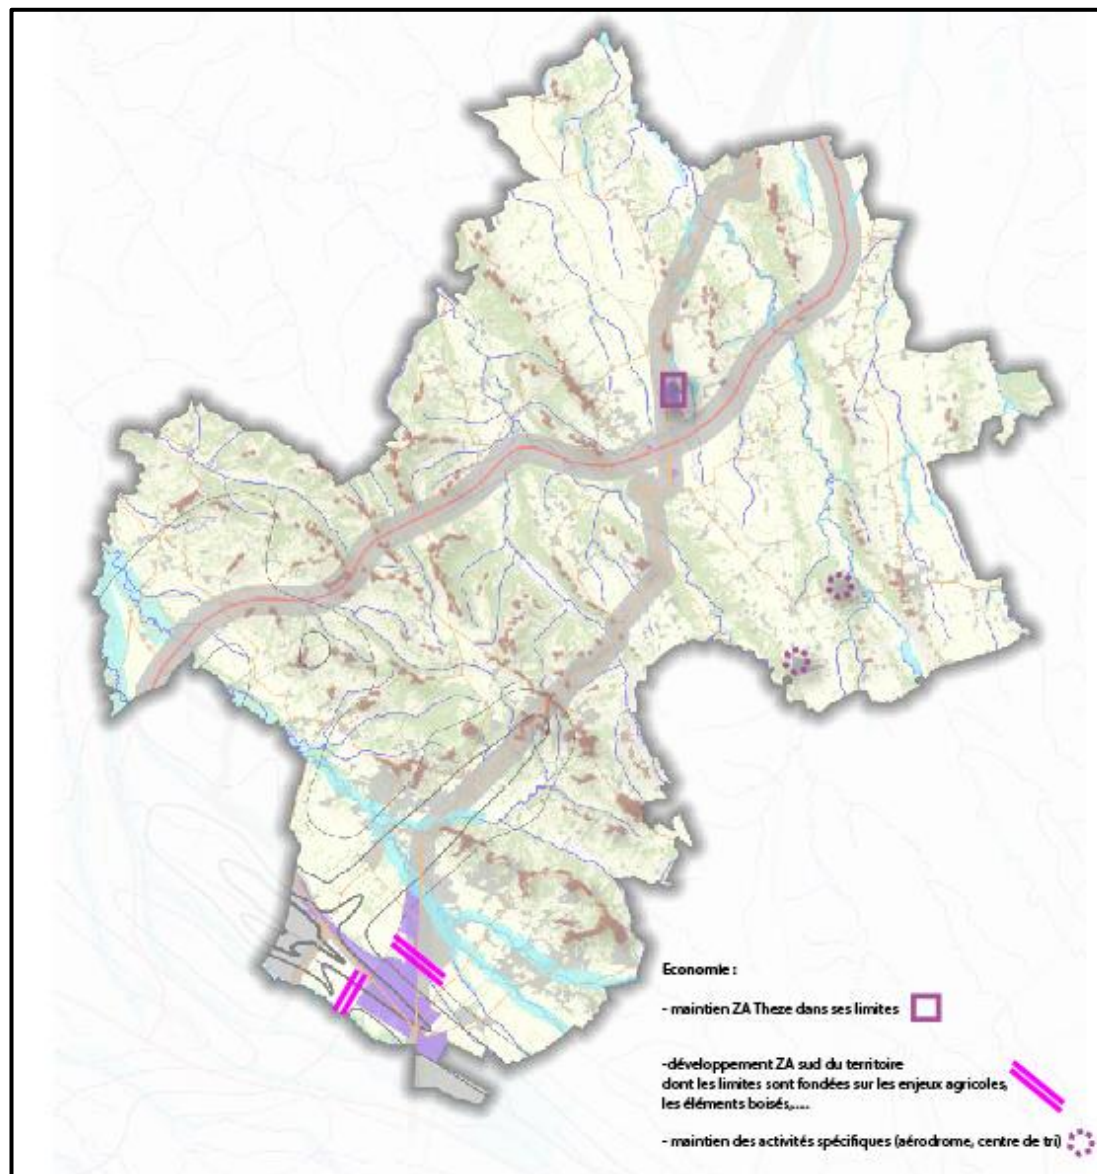 Economie :
- maintien ZA Theze dans ses limites
-développement ZA sud du territoire
dont les limites sont fondées sur les enjeux agricoles,
les éléments boisés,....
- maintien des activités spécifiques (aérodrome, centre de tri)